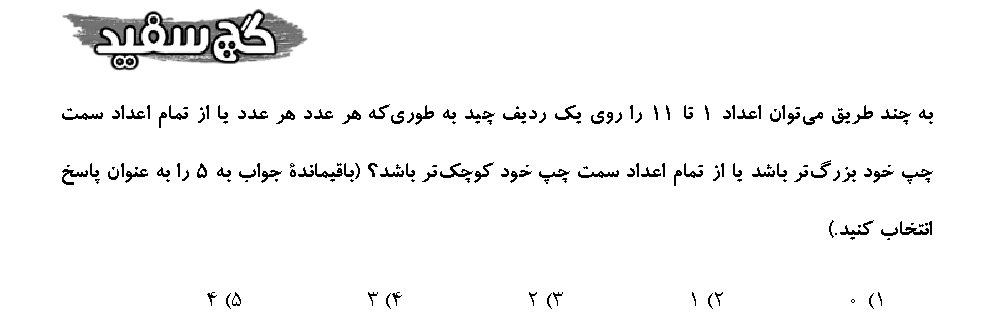 گچ سفید
به چند طریق می‌توان اعداد ۱ تا ۱۱ را روی یک ردیف چید به طوری‌که هر عدد هر عدد یا از تمام اعداد سمت
چپ خود بزرگ‌تر باشد یا از تمام اعداد سمت چپ خود کوچک‌تر باشد؟ (باقیماندهٔ جواب به ۵ را به عنوان پاسخ
انتخاب کنید.)
۱) ۰ ۲) ۱ ۳) ۲ ۴) ۳ ۵) ۴